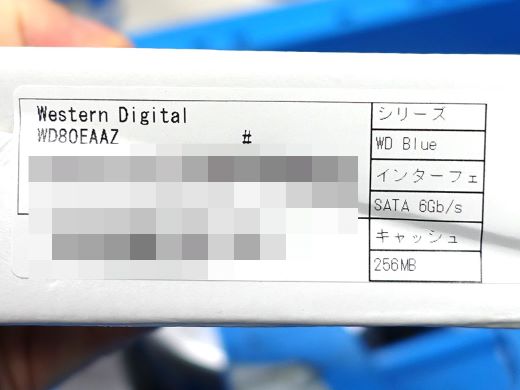 Western Digital
WD80EAAZ #
シリーズ
WD Blue
インターフェ
SATA 6Gb/s
キャッシュ
256MB